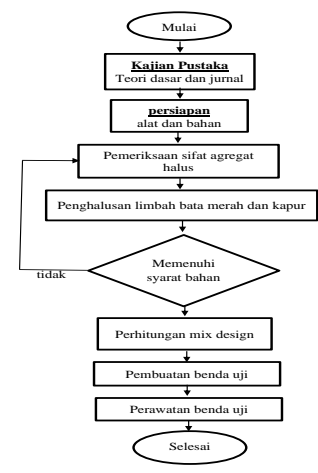 Mulai
Kajian Pustaka
Teori dasar dan jurnal
persiapan
alat dan bahan
Pemeriksaan sifat agregat
halus
Penghalusan limbah bata merah dan kapur
Memenuhi
syarat bahan
tidak
Perhitungan mix design
Pembuatan benda uji
Perawatan benda uji
Selesai